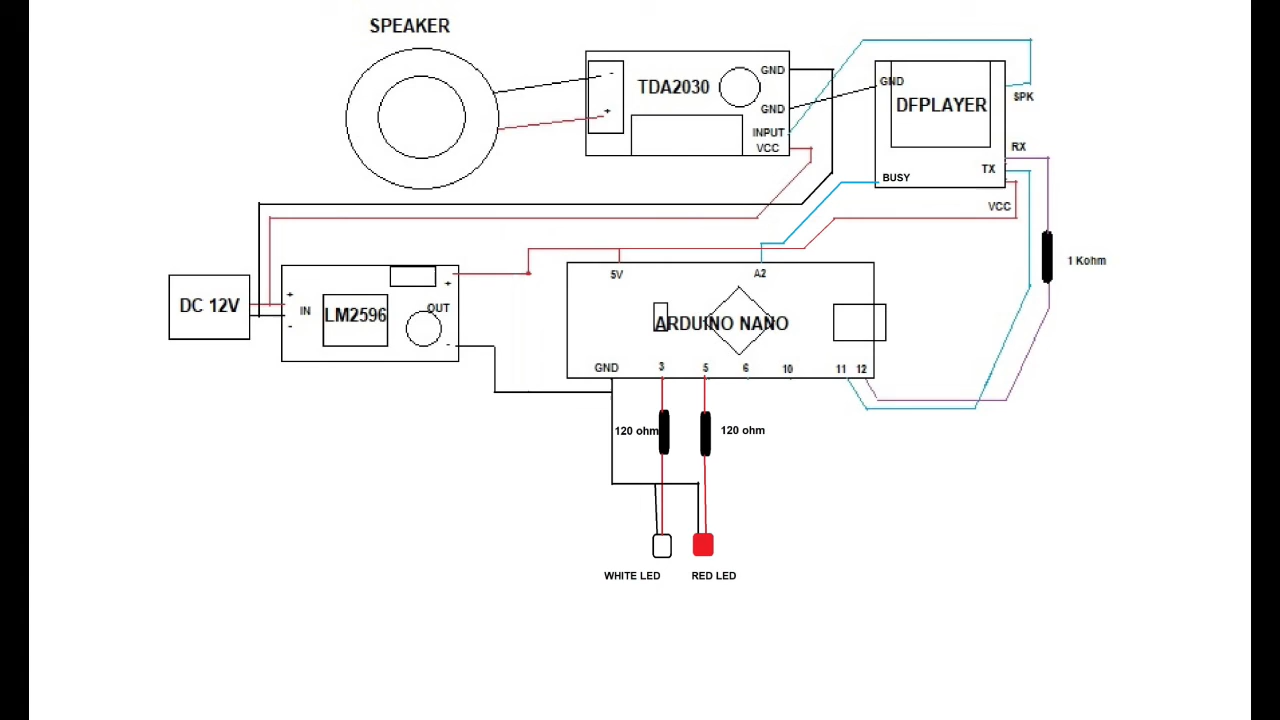 SPEAKER
-
+
TDA2030
GND
GND
INPUT
VCC
GND
DFPLAYER
SPK
RX
TX
BUSY
VCC
1 Kohm
DC 12V
+
-
IN
LM2596
+
OUT
-
5V
A2
ARDUINO NANO
GND
3
5
6
10
11
12
120 ohm
120 ohm
WHITE LED
RED LED